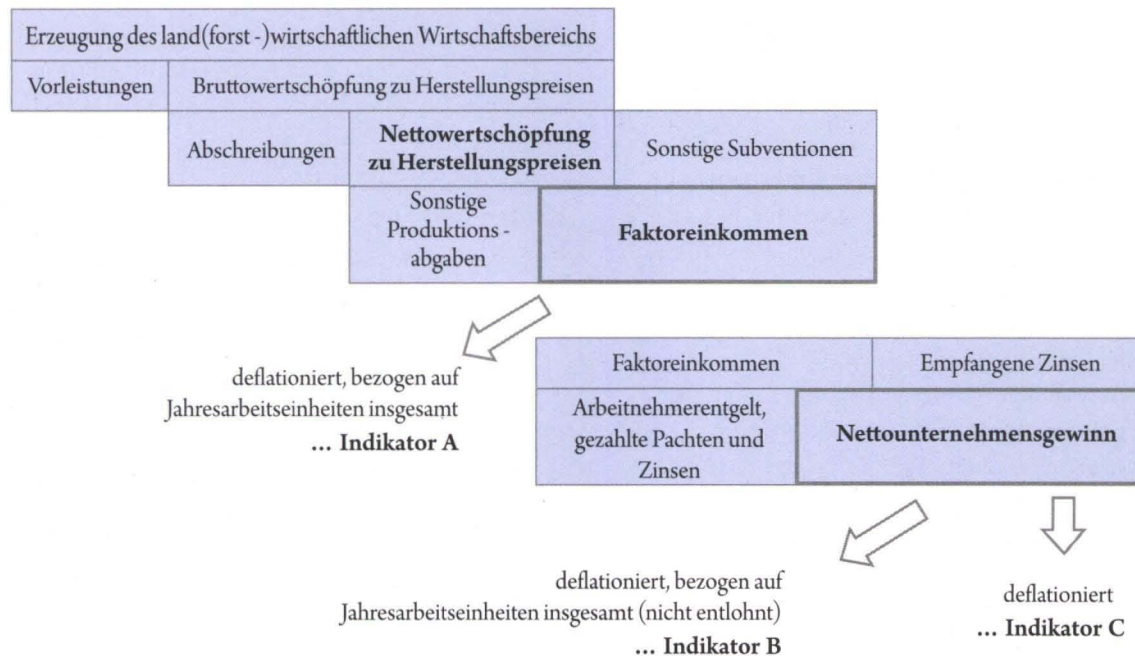 Erzeugung des land(forst -)wirtschaftlichen Wirtschaftsbereichs
Vorleistungen
Bruttowertschöpfung zu Herstellungspreisen
Abschreibungen
Nettowertschöpfung
zu Herstellungspreisen
Sonstige Subventionen
Sonstige
Produktions -
abgaben
Faktoreinkommen
deflationiert, bezogen auf
Jahresarbeitseinheiten insgesamt
... Indikator A
Faktoreinkommen
Empfangene Zinsen
Arbeitnehmerentgelt,
gezahlte Pachten und
Zinsen
Nettounternehmensgewinn
deflationiert, bezogen auf
Jahresarbeitseinheiten insgesamt (nicht entlohnt)
... Indikator B
deflationiert
... Indikator C